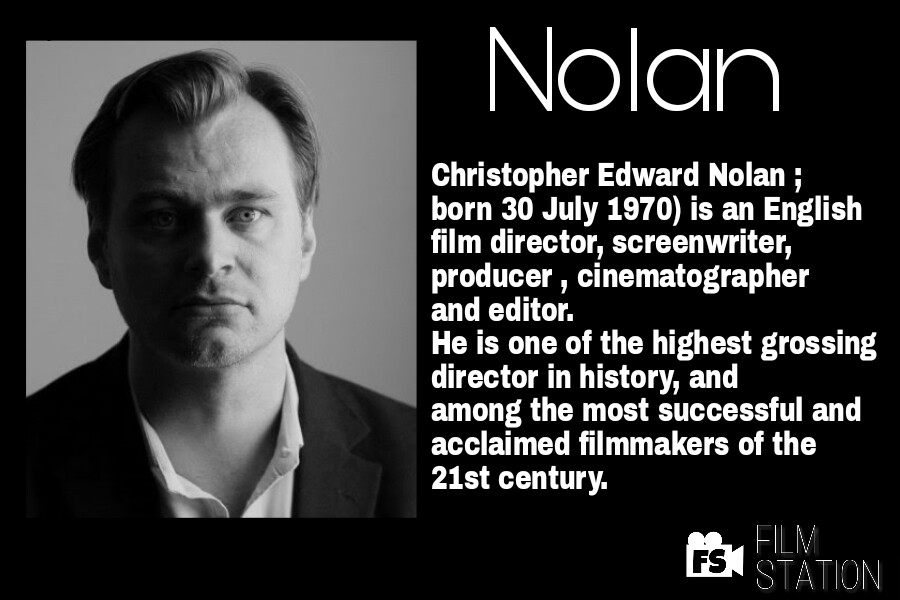 Nolan
Christopher Edward Nolan ;
born 30 July 1970) is an English
film director, screenwriter,
producer , cinematographer
and editor.
He is one of the highest grossing
director in history, and
among the most successful and
acclaimed filmmakers of the
21st century.
FS
FILM
STATION